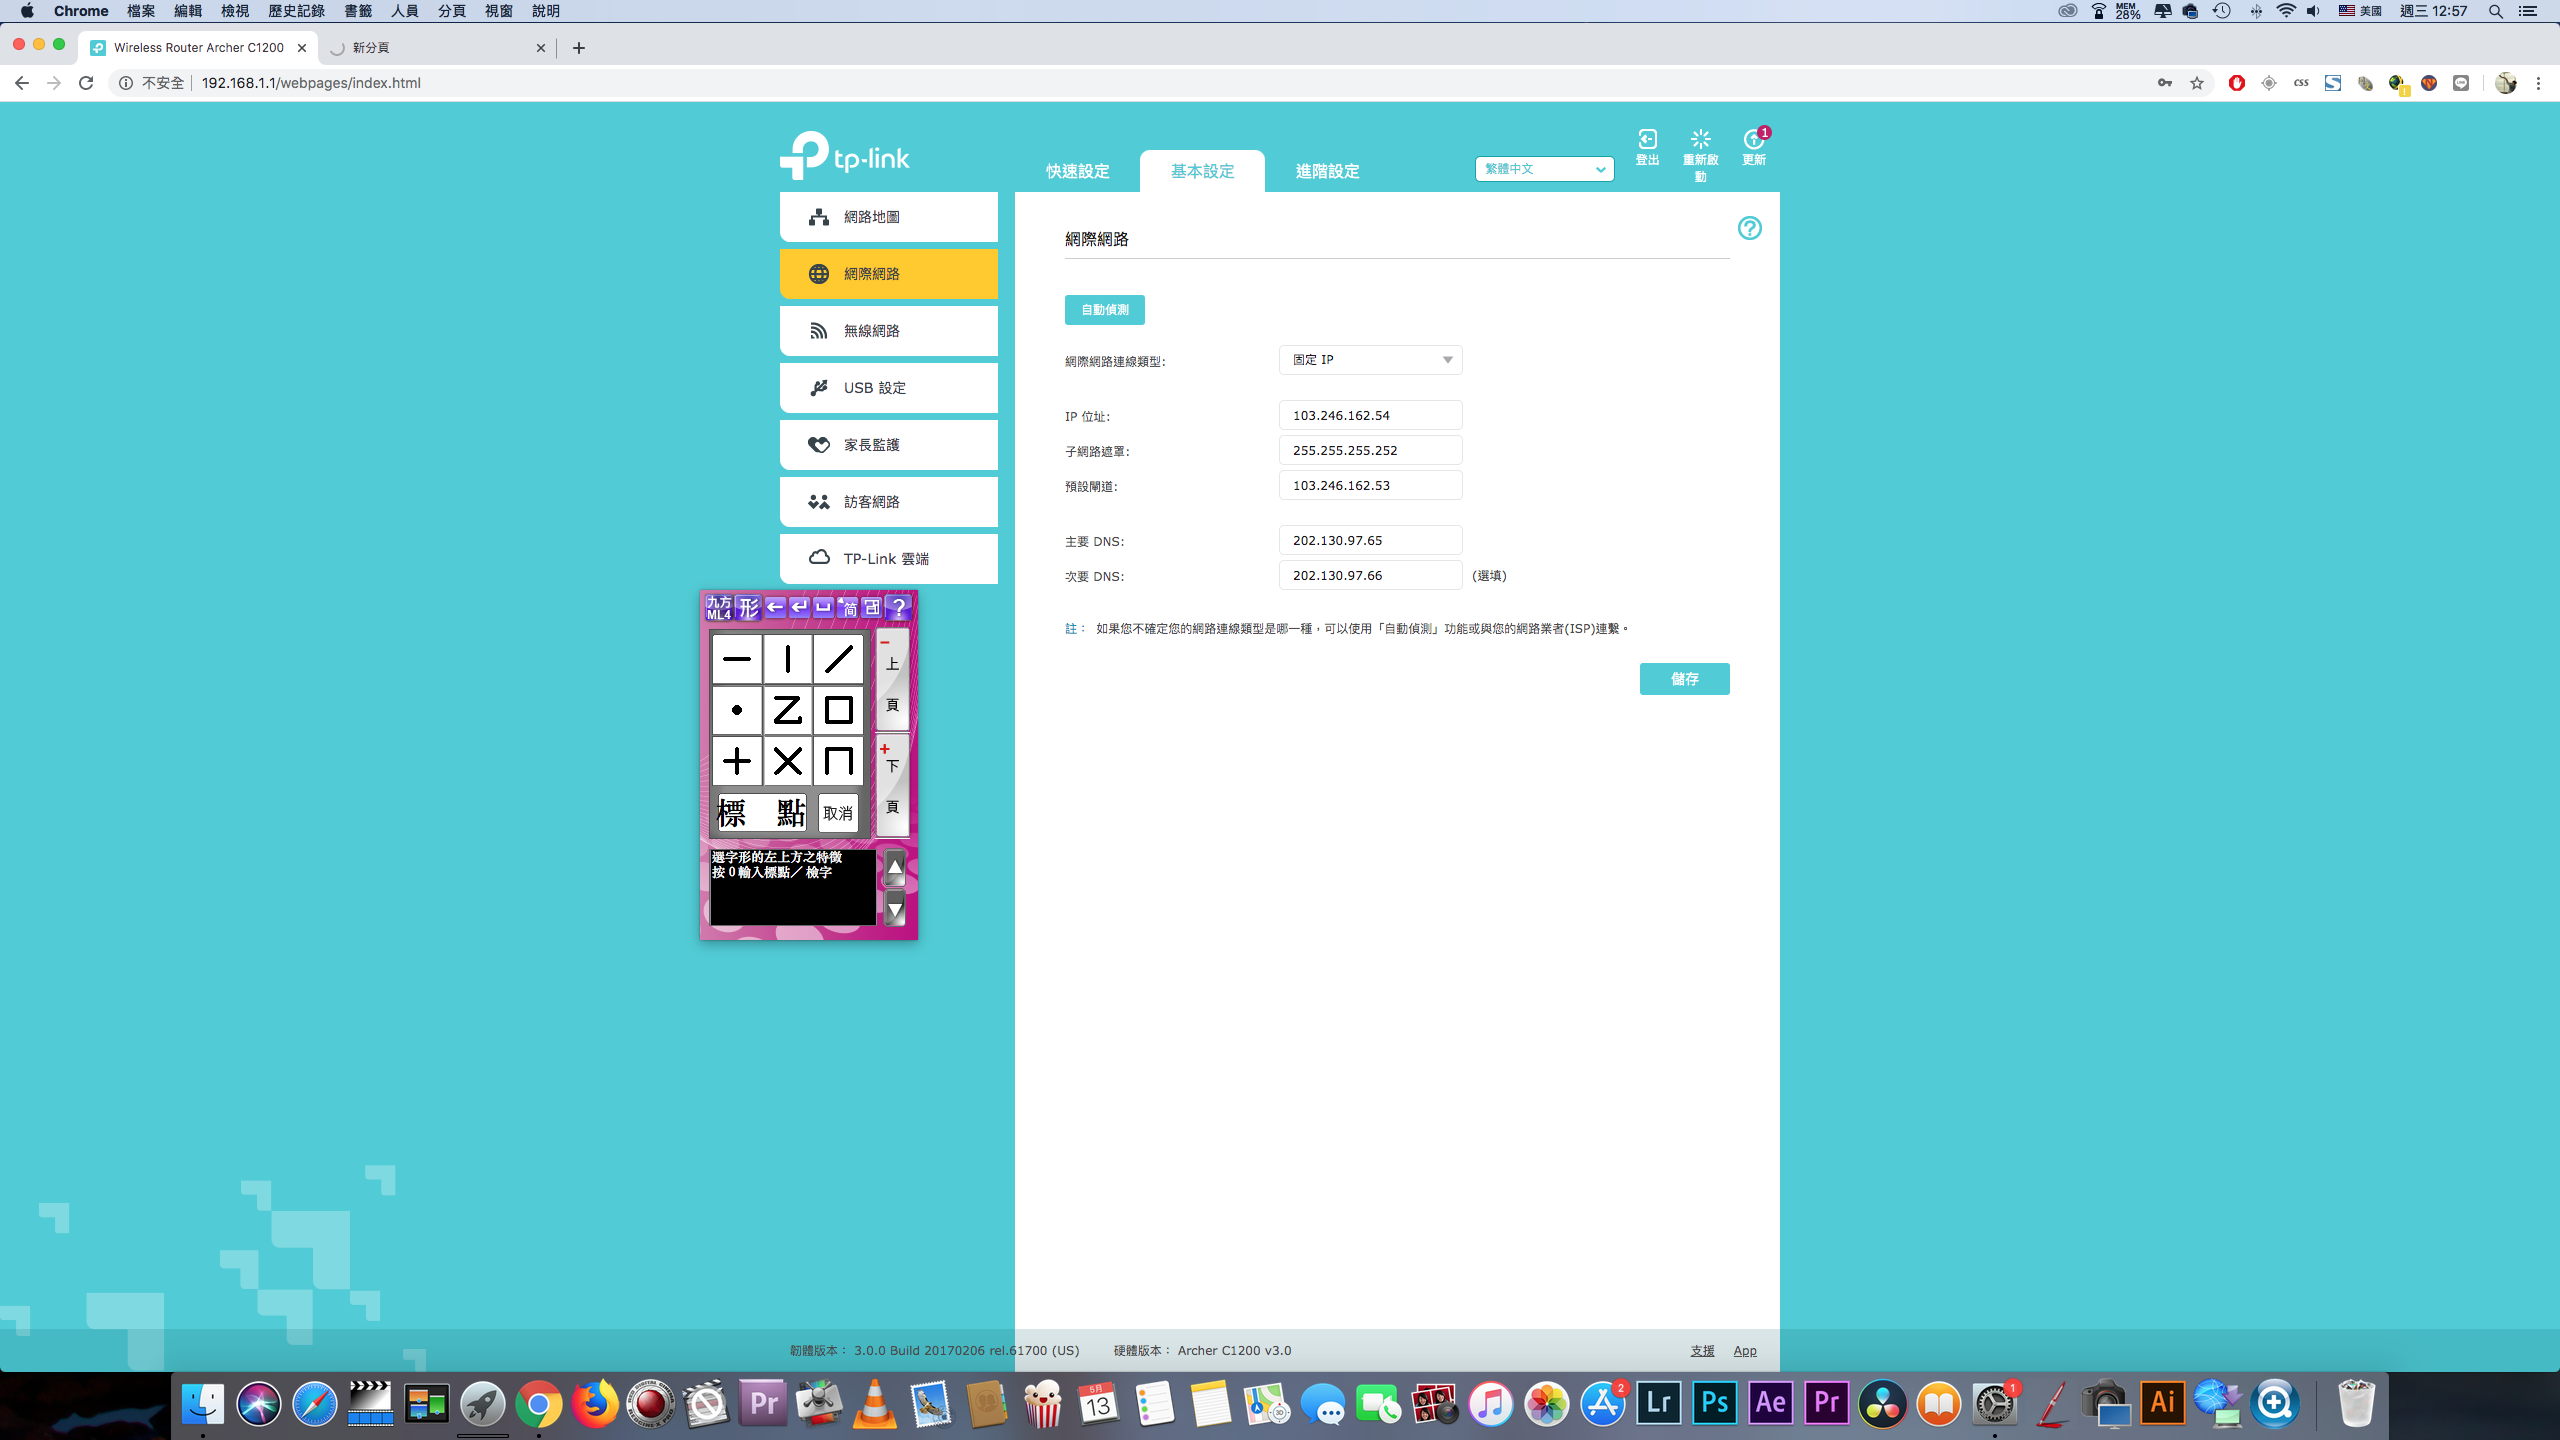 Chrome 檔案 編輯 檢視 歷史記錄 書籤 人員 分頁 視窗 說明
MEM 28% 美國 週三 12:57
Wireless Router Archer C1200 新分頁
不安全 192.168.1.1/webpages/index.html
css
tp-link
快速設定 基本設定 進階設定 繁體中文 登出 重新啟動 更新 1
網路地圖
網際網路
無線網路
USB 設定
家長監護
訪客網路
TP-Link 雲端
網際網路
自動偵測
網際網路連線類型: 固定 IP
IP 位址: 103.246.162.54
子網路遮罩: 255.255.255.252
預設閘道: 103.246.162.53
主要 DNS: 202.130.97.65
次要 DNS: 202.130.97.66 (選填)
註： 如果您不確定您的網路連線類型是哪一種，可以使用「自動偵測」功能或與您的網路業者(ISP)連繫。
儲存
九方 ML4 形 简 ?
上頁
下頁
標 點 取消
選字形的左上方之特徵
按０輸入標點／檢字
韌體版本： 3.0.0 Build 20170206 rel.61700 (US) 硬體版本： Archer C1200 v3.0 支援 App
Pr 5月 13 3D 2 Lr Ps Ae Pr 1 Ai